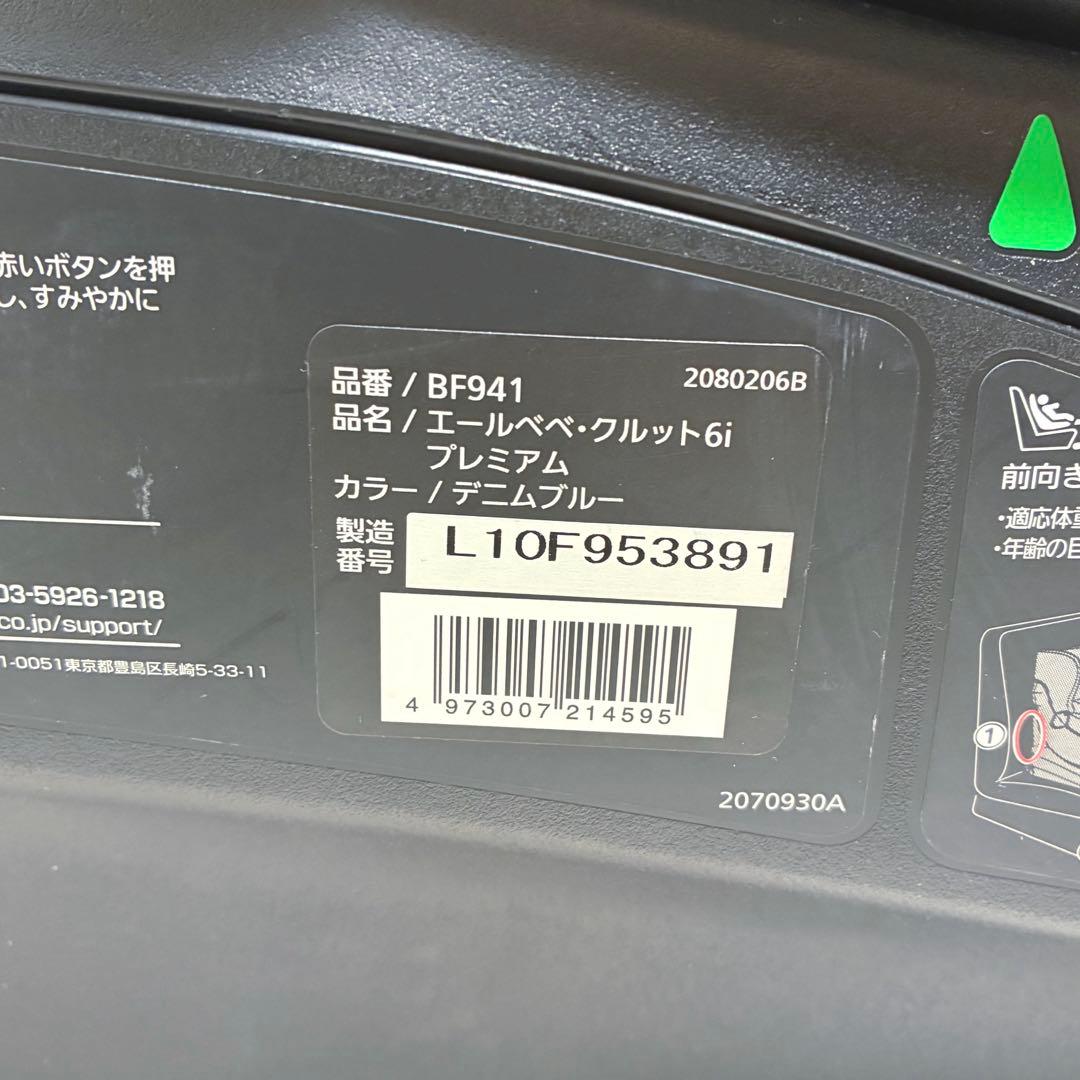 赤いボタンを押
し、すみやかに
品番 / BF941
2080206B
品名 / エールベベ・クルット6i
プレミアム
カラー / デニムブルー
製造
番号
L10F953891
4 973007 214595
03-5926-1218
co.jp/support/
1-0051東京都豊島区長崎5-33-11
2070930A
前向き
・適応体重
・年齢の目
1